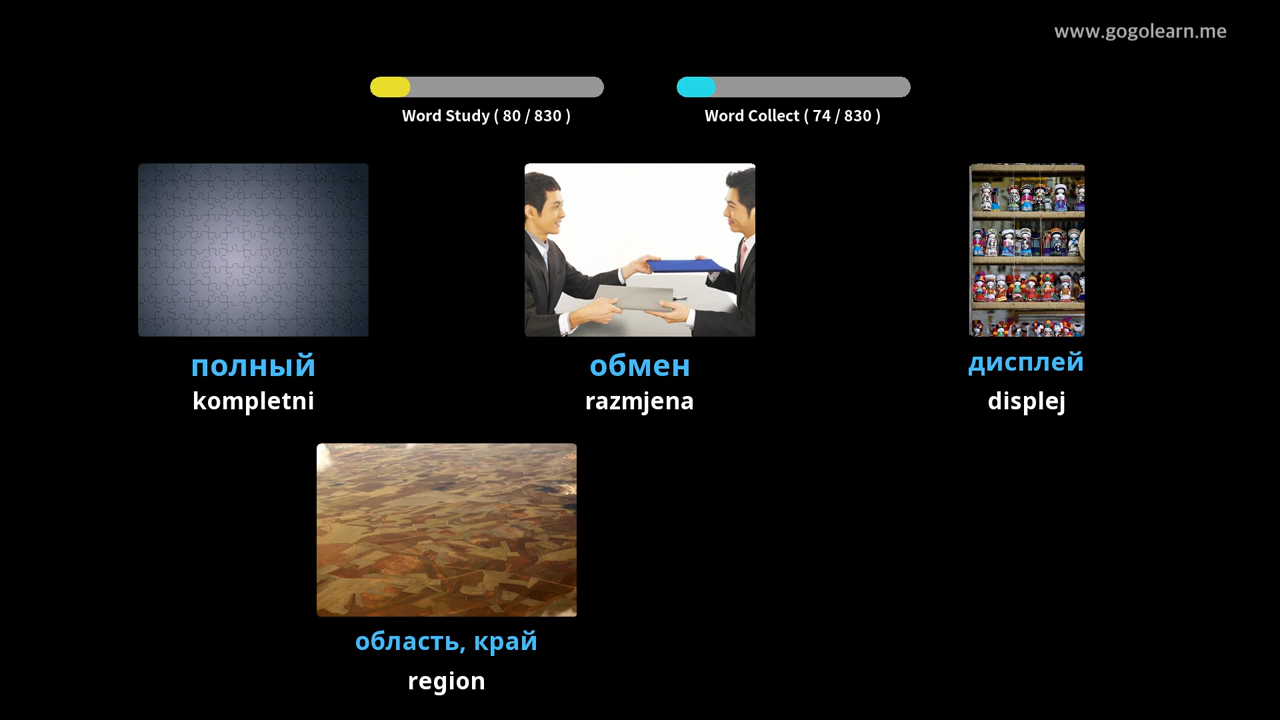 www.gogolearn.me
Word Study ( 80 / 830 )
Word Collect ( 74 / 830 )
полный
kompletni
обмен
razmjena
дисплей
displej
область, край
region